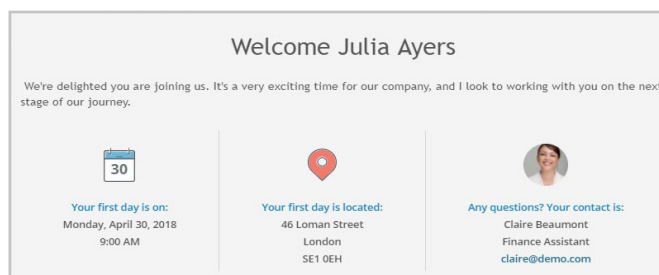 Welcome Julia Ayers
We're delighted you are joining us. It's a very exciting time for our company, and I look to working with you on the next
stage of our journey.
30
Your first day is on:
Monday, April 30, 2018
9:00 AM
Your first day is located:
46 Loman Street
London
SE1 0EH
Any questions? Your contact is:
Claire Beaumont
Finance Assistant
claire@demo.com